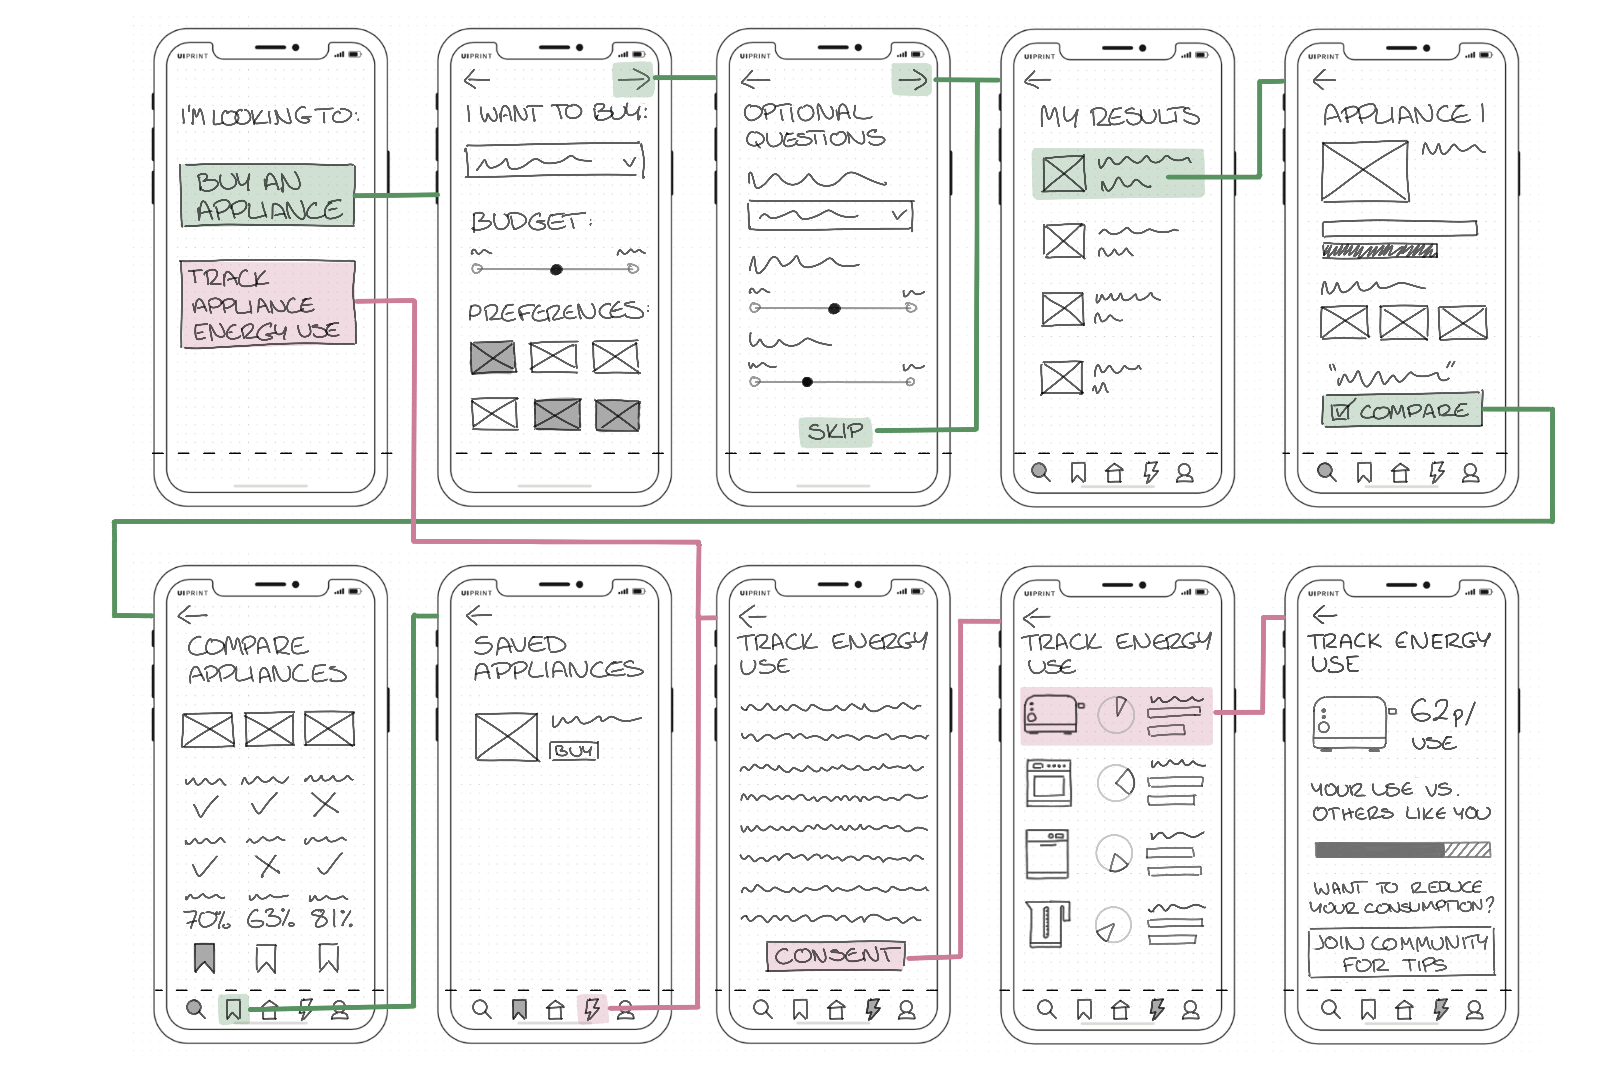 UIPRINT
I'M LOOKING TO:
BUY AN
APPLIANCE
TRACK
APPLIANCE
ENERGY USE
UIPRINT
I WANT TO BUY:
BUDGET:
PREFERENCES:
UIPRINT
OPTIONAL
QUESTIONS
SKIP
UIPRINT
MY RESULTS
UIPRINT
APPLIANCE 1
COMPARE
UIPRINT
COMPARE
APPLIANCES
70% 63% 81%
UIPRINT
SAVED
APPLIANCES
BUY
UIPRINT
TRACK ENERGY
USE
CONSENT
UIPRINT
TRACK ENERGY
USE
UIPRINT
TRACK ENERGY
USE
62p/
USE
YOUR USE VS.
OTHERS LIKE YOU
WANT TO REDUCE
YOUR CONSUMPTION?
JOIN COMMUNITY
FOR TIPS